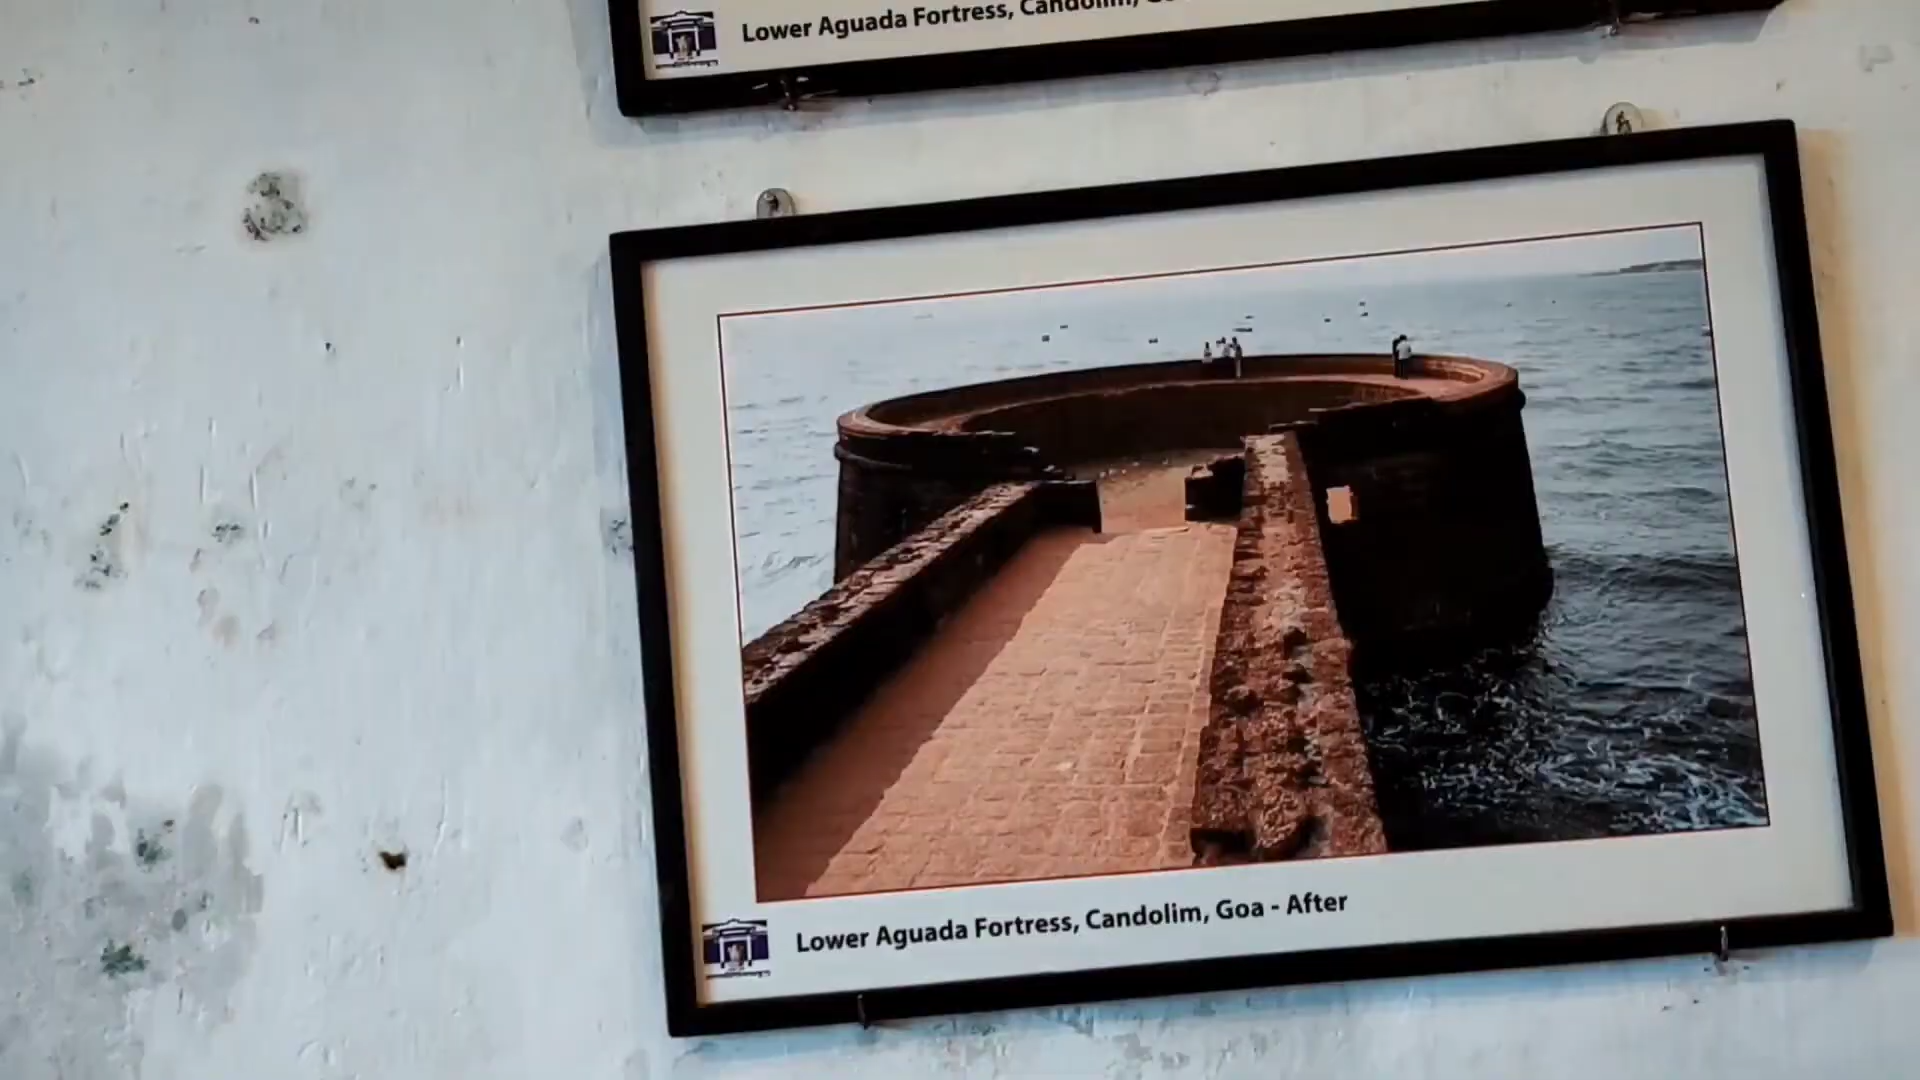 Lower Aguada Fortress, Candolim,
Lower Aguada Fortress, Candolim, Goa - After